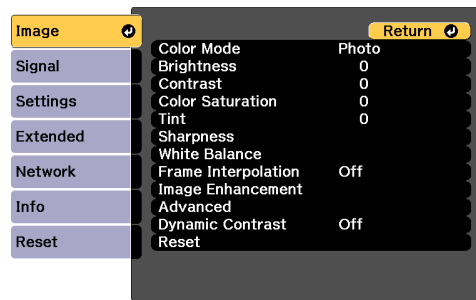 Image
Signal
Settings
Extended
Network
Info
Reset
Return
Color Mode Photo
Brightness 0
Contrast 0
Color Saturation 0
Tint 0
Sharpness
White Balance
Frame Interpolation Off
Image Enhancement
Advanced
Dynamic Contrast Off
Reset